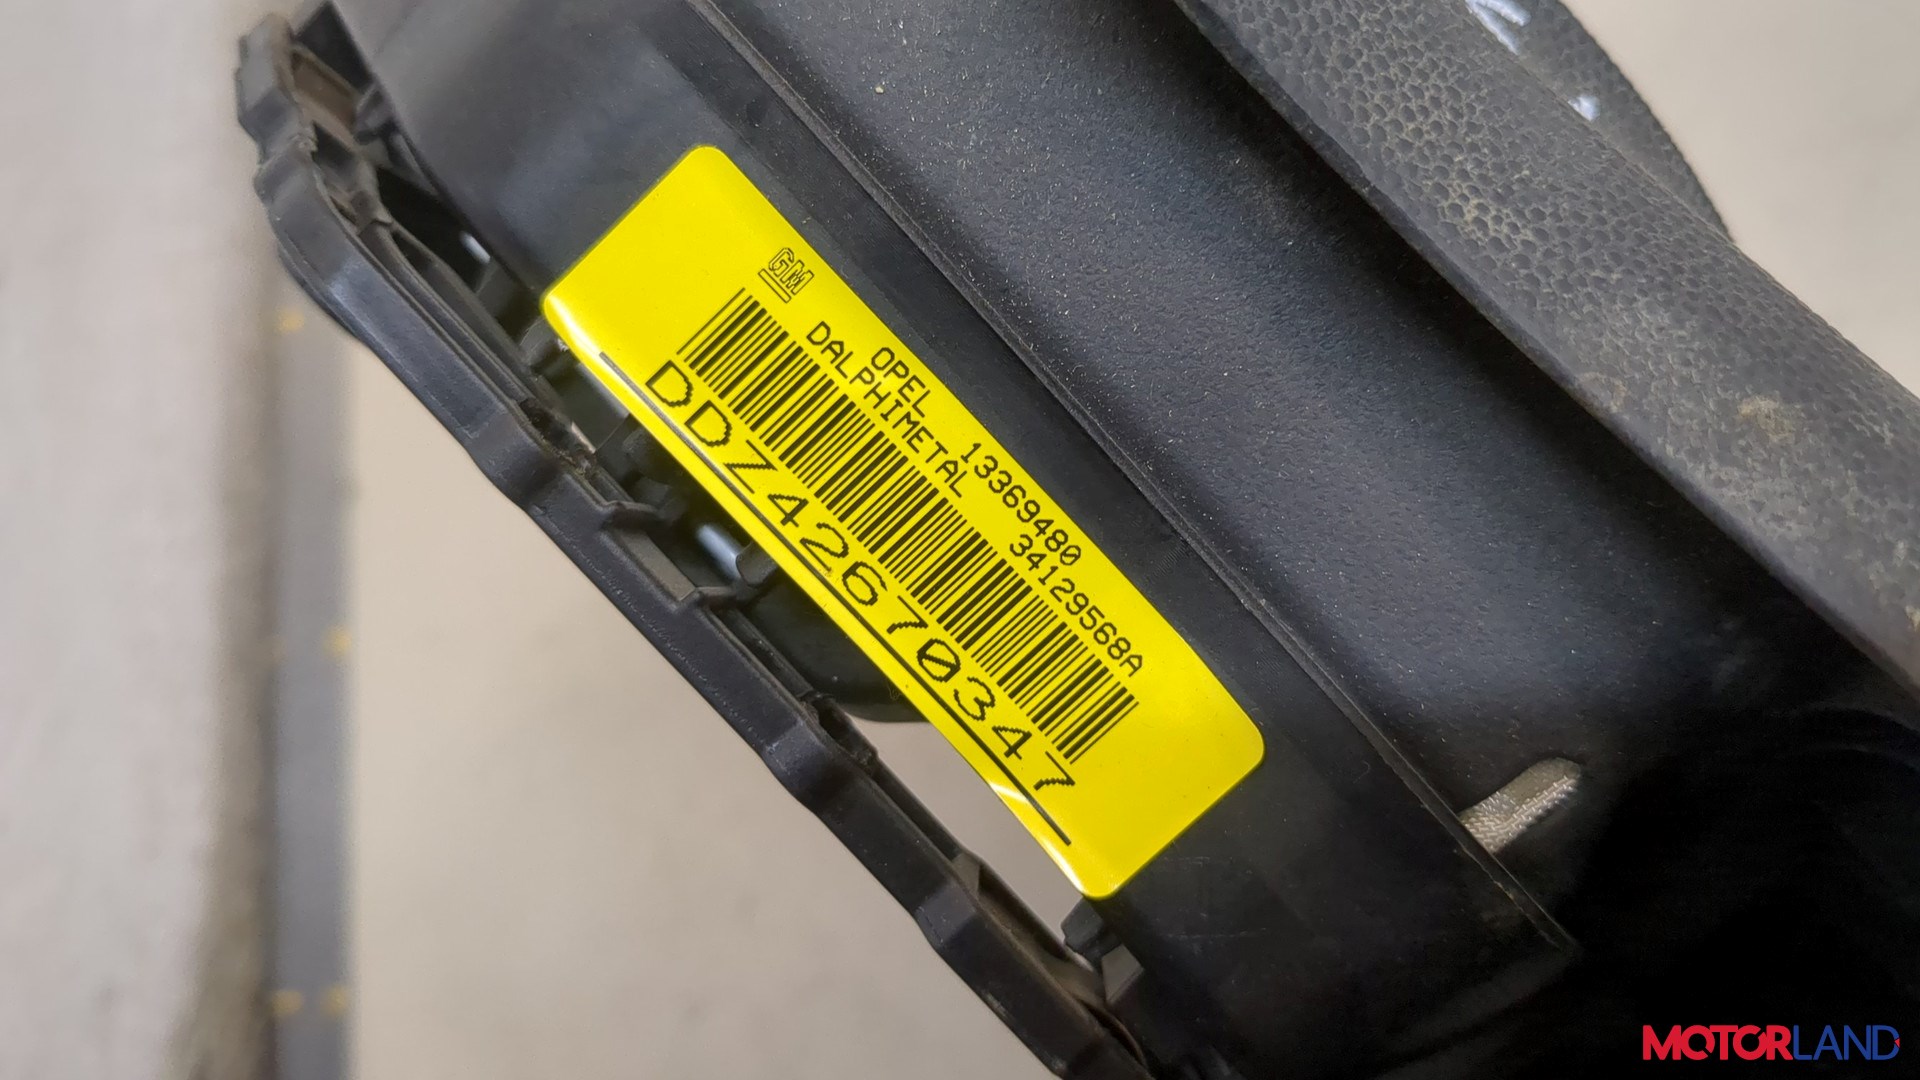 GM
OPEL 13369480
DALPHIMETAL 34129568A
DDZ42670347
MOTORLAND